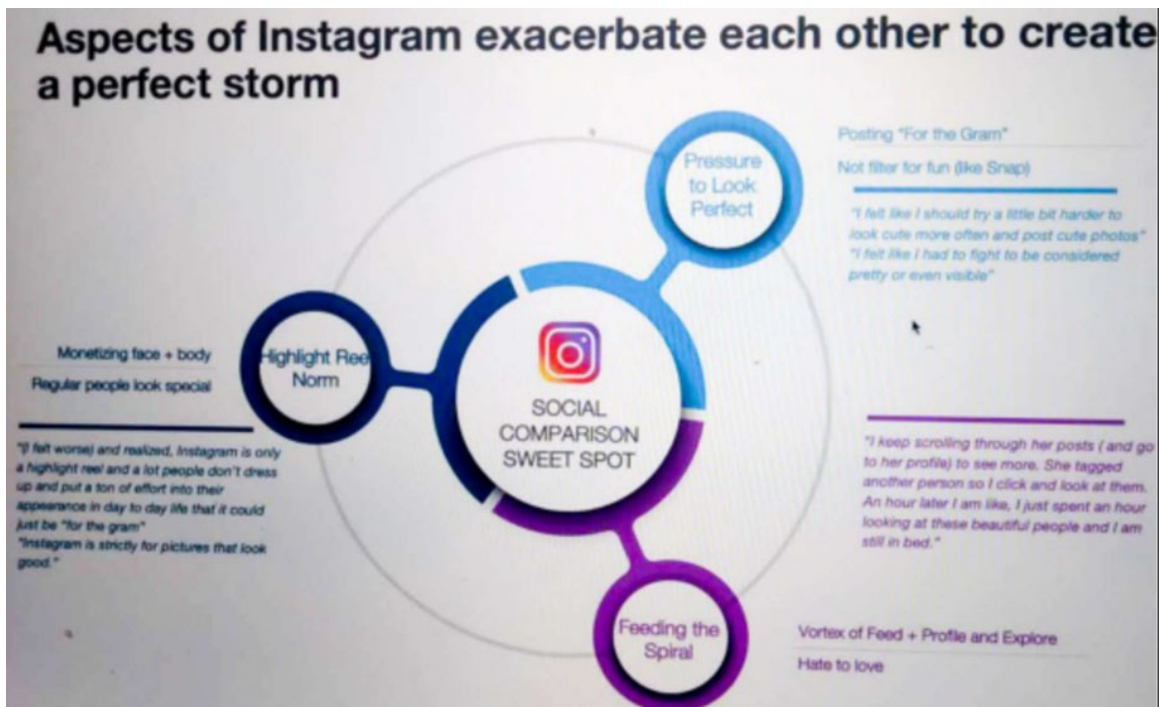 Aspects of Instagram exacerbate each other to create
a perfect storm
Pressure
to Look
Perfect
Posting "For the Gram"
Not filter for fun (like Snap)
"I felt like I should try a little bit harder to
look cute more often and post cute photos"
"I felt like I had to fight to be considered
pretty or even visible"
Highlight Reel
Norm
Monetizing face + body
Regular people look special
"(I felt worse) and realized, Instagram is only
a highlight reel and a lot people don't dress
up and put a ton of effort into their
appearance in day to day life that it could
just be "for the gram"
"Instagram is strictly for pictures that look
good."
SOCIAL
COMPARISON
SWEET SPOT
"I keep scrolling through her posts ( and go
to her profile) to see more. She tagged
another person so I click and look at them.
An hour later I am like, I just spent an hour
looking at these beautiful people and I am
still in bed."
Feeding the
Spiral
Vortex of Feed + Profile and Explore
Hate to love